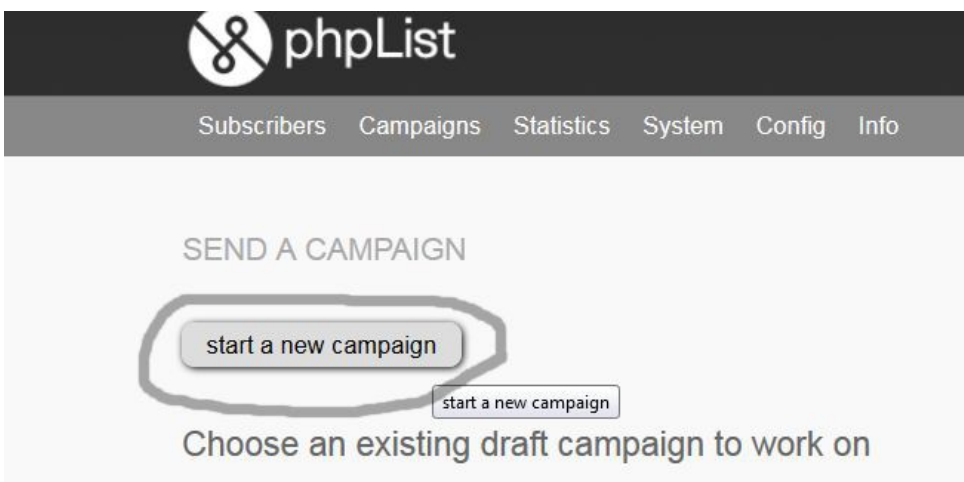 phpList
Subscribers Campaigns Statistics System Config Info
SEND A CAMPAIGN
start a new campaign
start a new campaign
Choose an existing draft campaign to work on